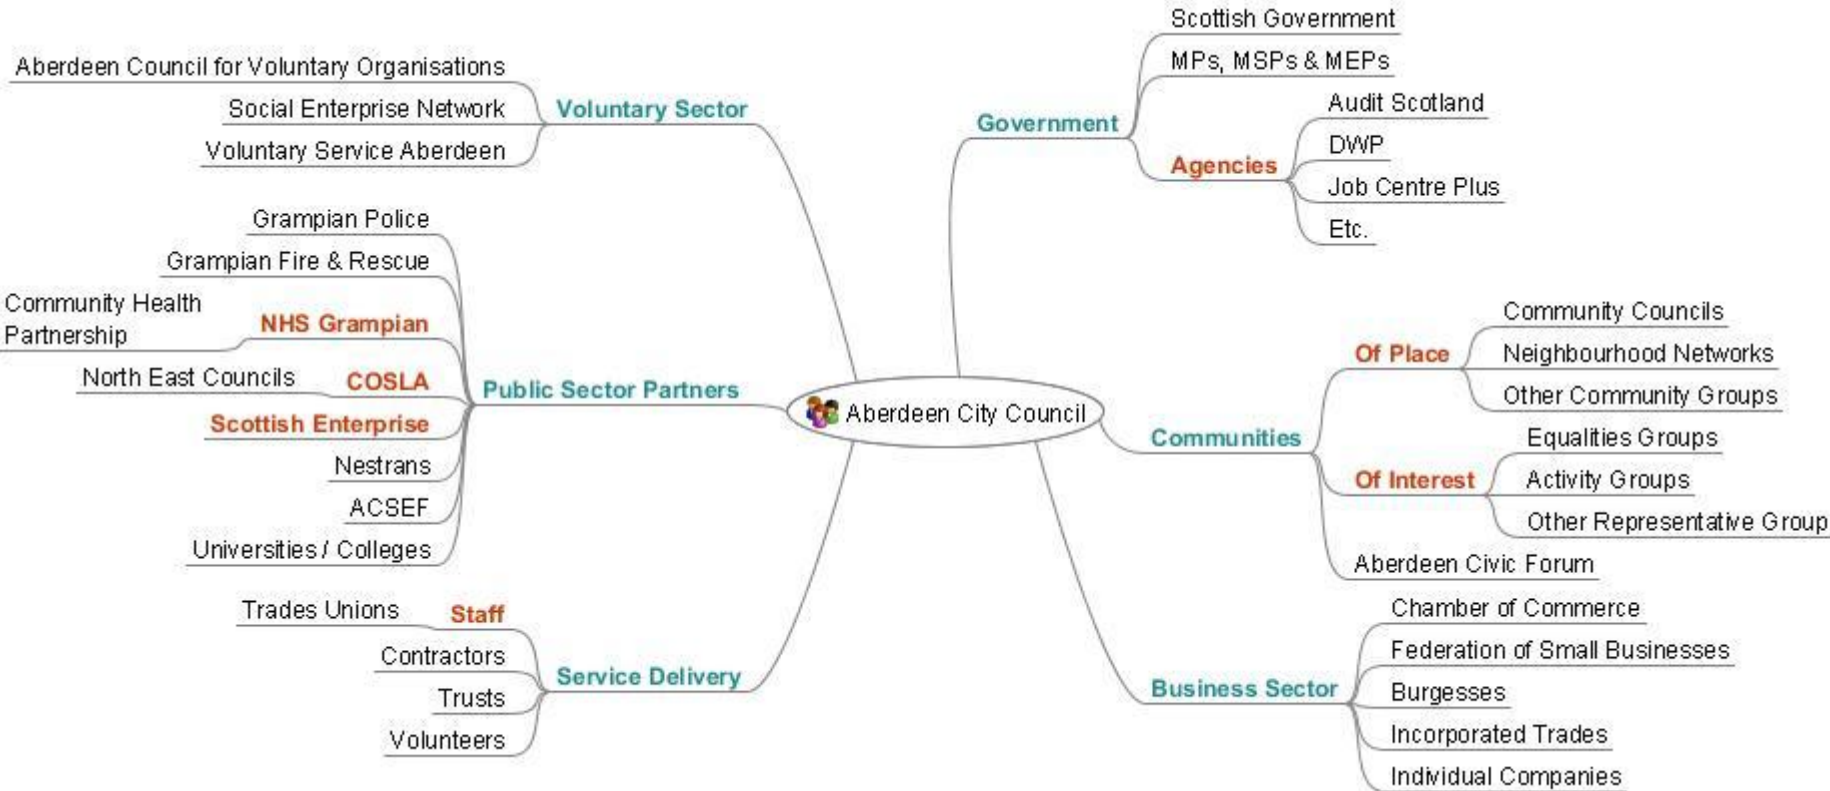 Aberdeen City Council
Voluntary Sector
Aberdeen Council for Voluntary Organisations
Social Enterprise Network
Voluntary Service Aberdeen
Public Sector Partners
Grampian Police
Grampian Fire & Rescue
NHS Grampian
Community Health
Partnership
COSLA
North East Councils
Scottish Enterprise
Nestrans
ACSEF
Universities / Colleges
Service Delivery
Staff
Trades Unions
Contractors
Trusts
Volunteers
Government
Scottish Government
MPs, MSPs & MEPs
Agencies
Audit Scotland
DWP
Job Centre Plus
Etc.
Communities
Of Place
Community Councils
Neighbourhood Networks
Other Community Groups
Of Interest
Equalities Groups
Activity Groups
Other Representative Group
Aberdeen Civic Forum
Business Sector
Chamber of Commerce
Federation of Small Businesses
Burgesses
Incorporated Trades
Individual Companies